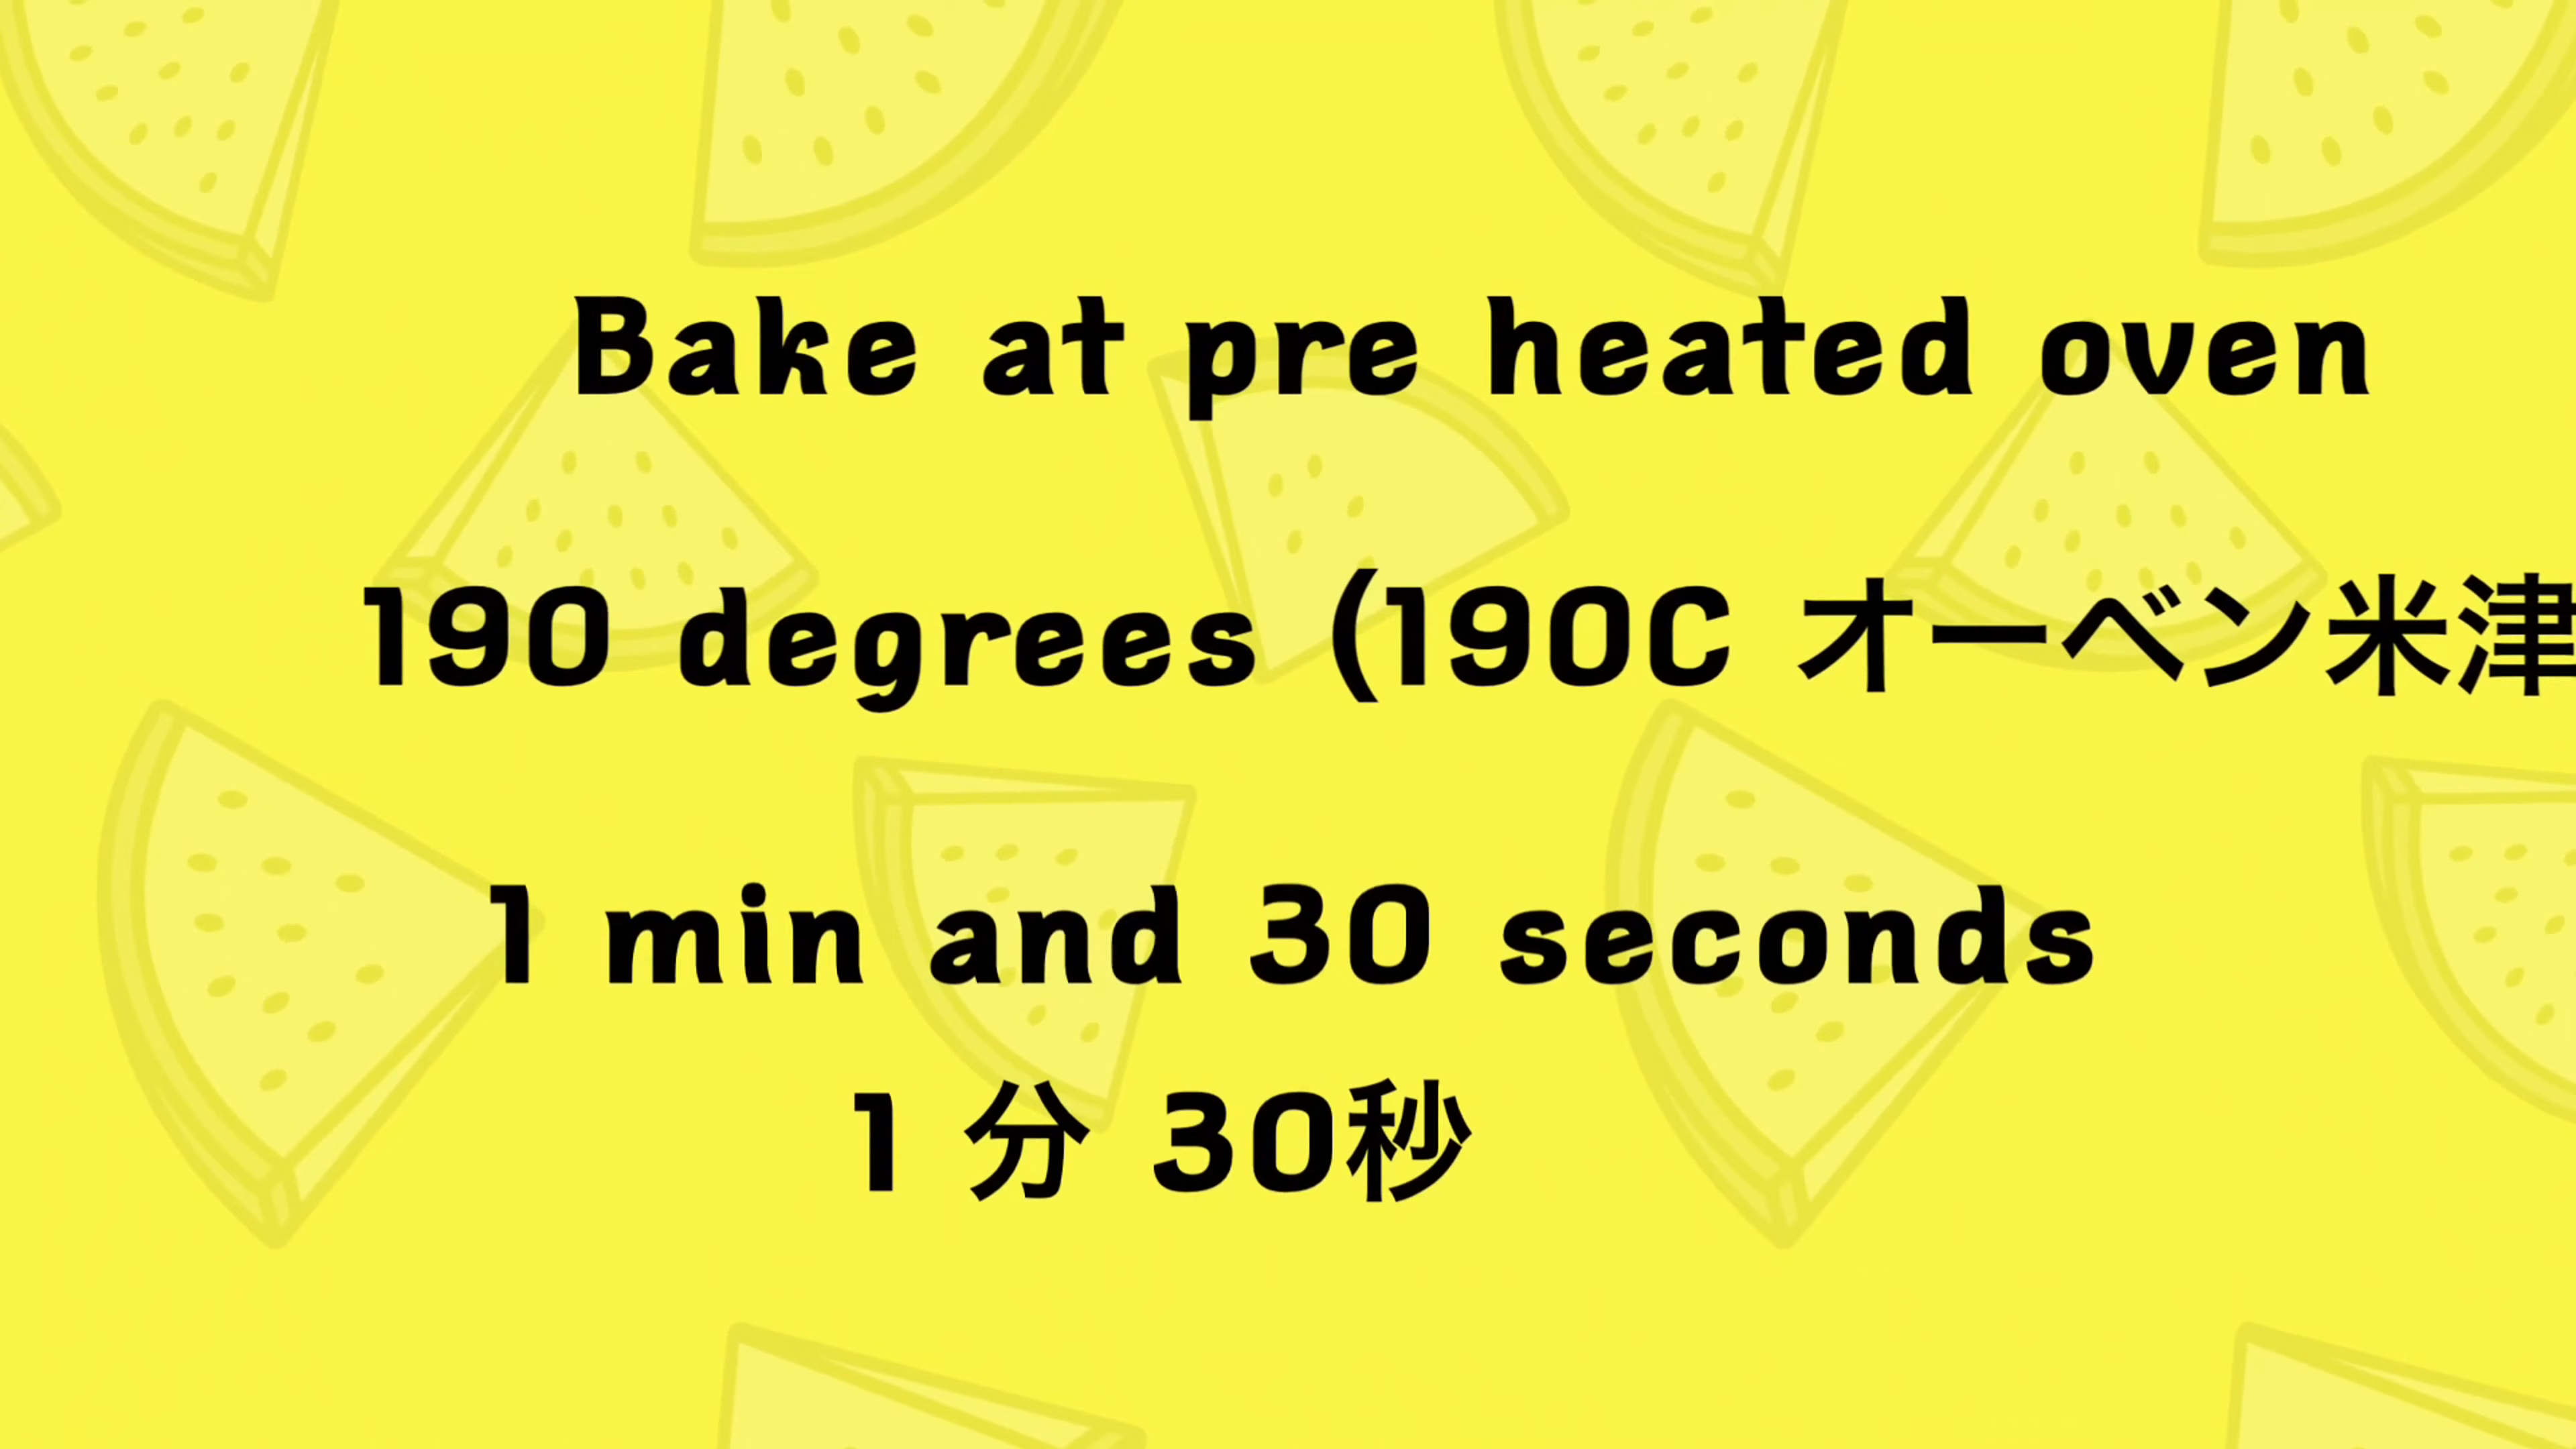 Bake at pre heated oven
190 degrees (190C オーベン米津
1 min and 30 seconds
1 分 30秒